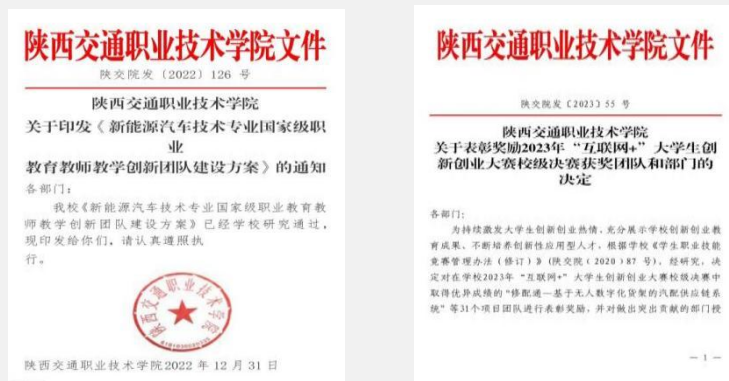 陕西交通职业技术学院文件
陕交院发〔2022〕126 号
陕西交通职业技术学院
关于印发《新能源汽车技术专业国家级职
业
教育教师教学创新团队建设方案》的通知
各部门：
我校《新能源汽车技术专业国家级职业教育教
师教学创新团队建设方案》已经学校研究通过，
现印发给你们，请认真遵照执
行。
陕西交通职业技术学院
陕西交通职业技术学院2022 年 12 月 31 日
陕西交通职业技术学院文件
陕交院发〔2023〕55 号
陕西交通职业技术学院
关于表彰奖励2023年“互联网+”大学生创
新创业大赛校级决赛获奖团队和部门的
决定
各部门：
为持续激发大学生创新创业热情，充分展示学校创新创业教
育成果，不断培养创新性应用型人才，根据学校《学生职业技能
竞赛管理办法（修订）》（陕交院〔2020〕87 号），经研究，决
定对在学校2023年“互联网+”大学生创新创业大赛校级决赛中
取得优异成绩的“修配通—基于无人数字化货架的汽配供应链系
统”等31个项目团队进行表彰奖励，并对做出突出贡献的部门授
— 1 —